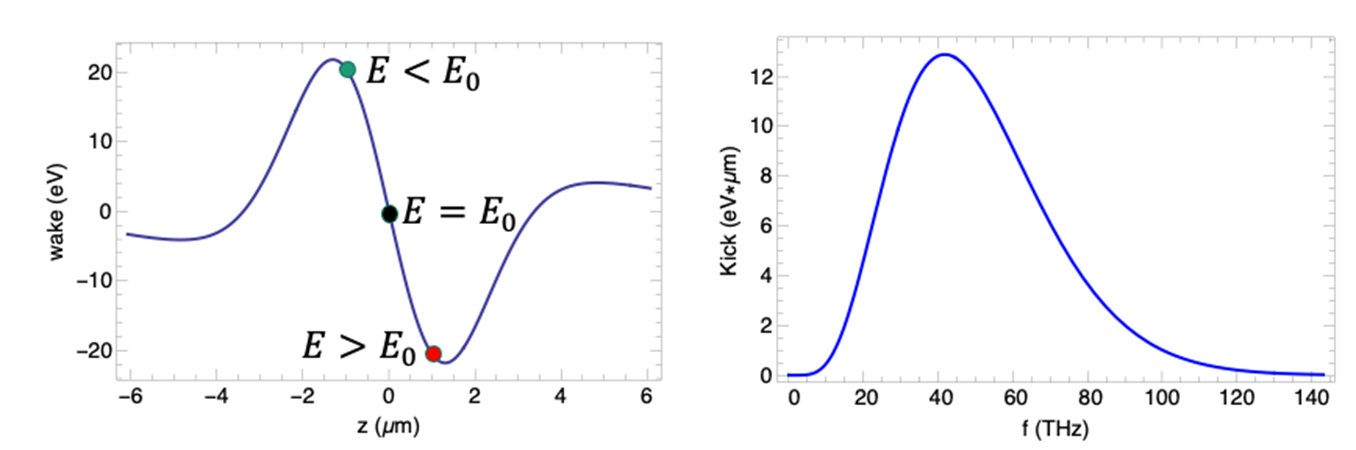 20
10
0
−10
−20
wake (eV)
E < E₀
E = E₀
E > E₀
−6 −4 −2 0 2 4 6
z (μm)
12
10
8
6
4
2
0
Kick (eV*μm)
0 20 40 60 80 100 120 140
f (THz)